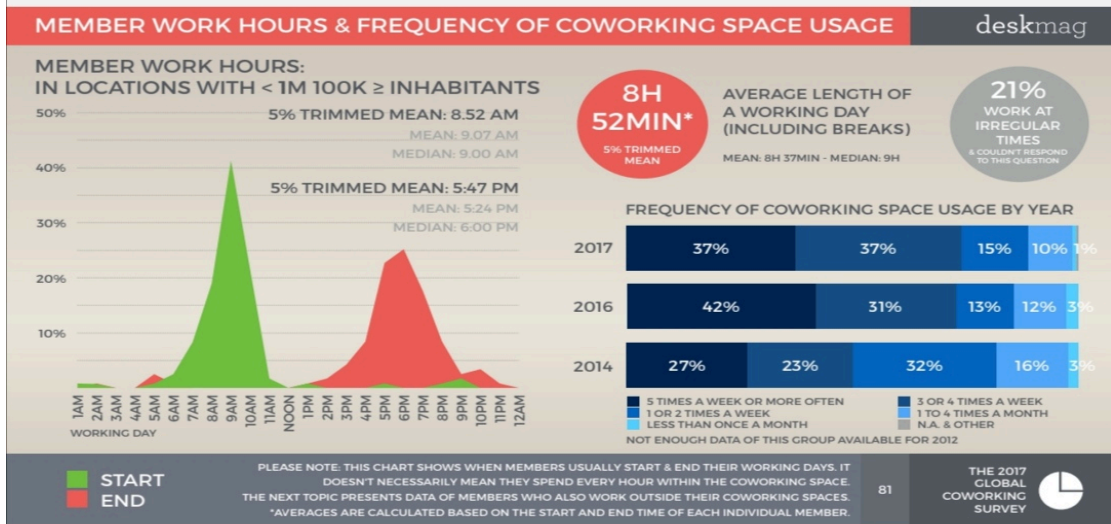 MEMBER WORK HOURS & FREQUENCY OF COWORKING SPACE USAGE
deskmag
MEMBER WORK HOURS:
IN LOCATIONS WITH < 1M 100K ≥ INHABITANTS
50%
40%
30%
20%
10%
5% TRIMMED MEAN: 8.52 AM
MEAN: 9.07 AM
MEDIAN: 9.00 AM
5% TRIMMED MEAN: 5:47 PM
MEAN: 5:24 PM
MEDIAN: 6:00 PM
1AM
2AM
3AM
4AM
5AM
6AM
7AM
8AM
9AM
10AM
11AM
NOON
1PM
2PM
3PM
4PM
5PM
6PM
7PM
8PM
9PM
10PM
11PM
12AM
WORKING DAY
8H
52MIN*
5% TRIMMED
MEAN
AVERAGE LENGTH OF
A WORKING DAY
(INCLUDING BREAKS)
MEAN: 8H 37MIN - MEDIAN: 9H
21%
WORK AT
IRREGULAR
TIMES
& COULDN'T RESPOND
TO THIS QUESTION
FREQUENCY OF COWORKING SPACE USAGE BY YEAR
2017 37% 37% 15% 10% 1%
2016 42% 31% 13% 12% 3%
2014 27% 23% 32% 16% 3%
5 TIMES A WEEK OR MORE OFTEN 3 OR 4 TIMES A WEEK
1 OR 2 TIMES A WEEK 1 TO 4 TIMES A MONTH
LESS THAN ONCE A MONTH N.A. & OTHER
NOT ENOUGH DATA OF THIS GROUP AVAILABLE FOR 2012
START
END
PLEASE NOTE: THIS CHART SHOWS WHEN MEMBERS USUALLY START & END THEIR WORKING DAYS. IT
DOESN'T NECESSARILY MEAN THEY SPEND EVERY HOUR WITHIN THE COWORKING SPACE.
THE NEXT TOPIC PRESENTS DATA OF MEMBERS WHO ALSO WORK OUTSIDE THEIR COWORKING SPACES.
*AVERAGES ARE CALCULATED BASED ON THE START AND END TIME OF EACH INDIVIDUAL MEMBER.
81
THE 2017
GLOBAL
COWORKING
SURVEY